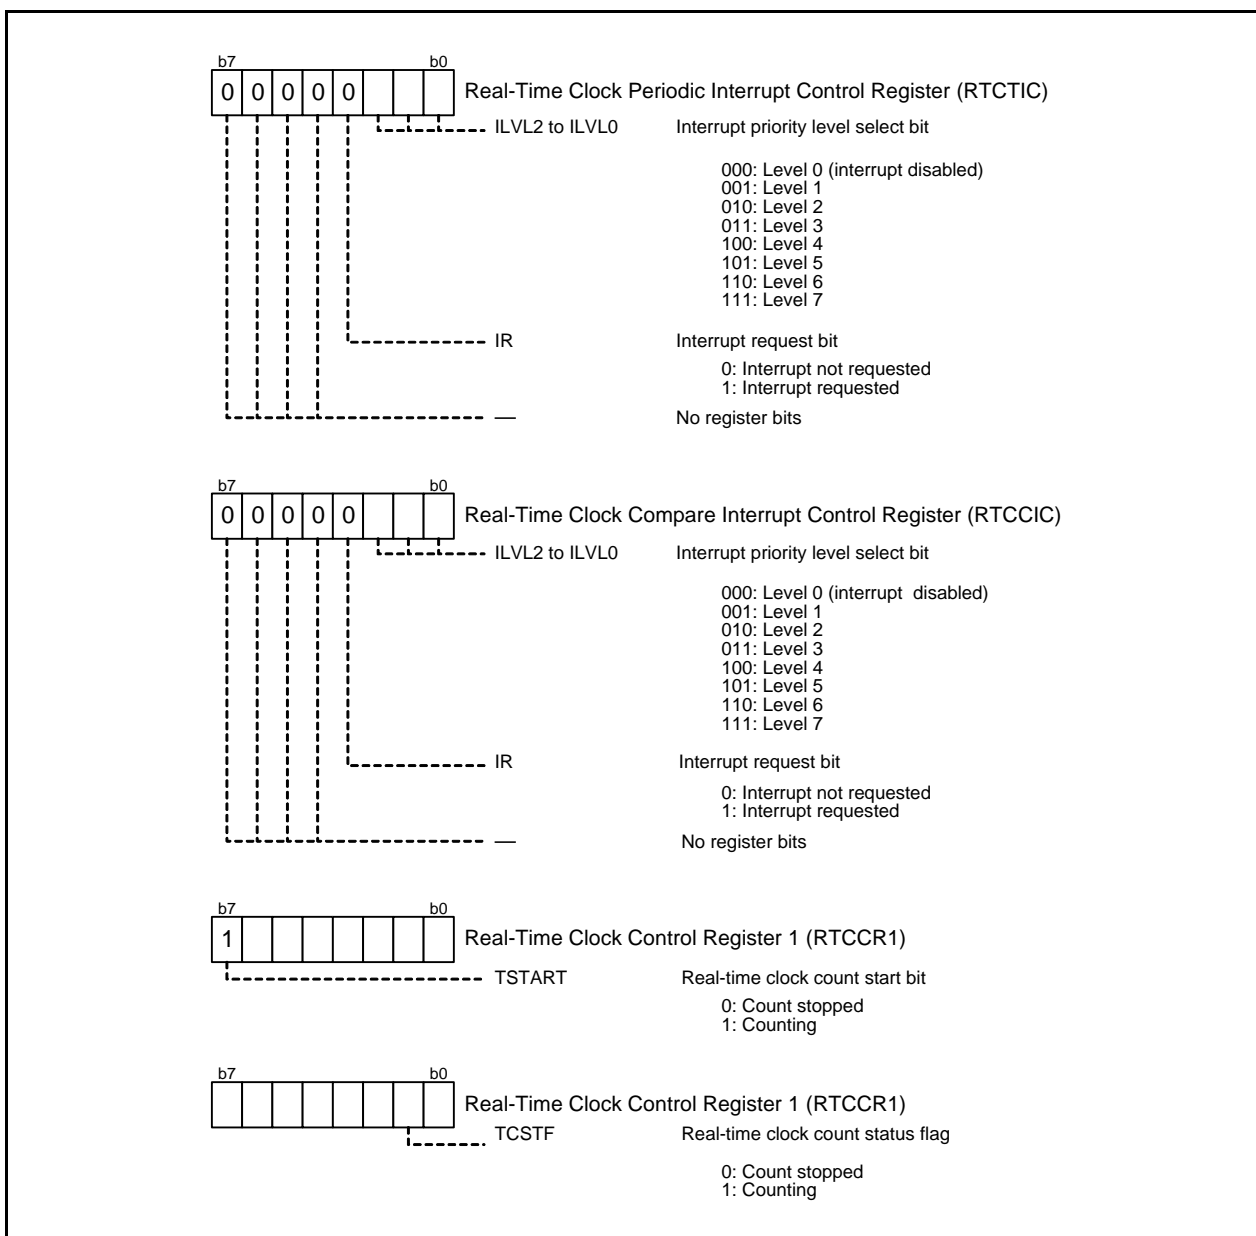 b7 b0
0 0 0 0 0 Real-Time Clock Periodic Interrupt Control Register (RTCTIC)
ILVL2 to ILVL0 Interrupt priority level select bit
000: Level 0 (interrupt disabled)
001: Level 1
010: Level 2
011: Level 3
100: Level 4
101: Level 5
110: Level 6
111: Level 7
IR Interrupt request bit
0: Interrupt not requested
1: Interrupt requested
— No register bits
b7 b0
0 0 0 0 0 Real-Time Clock Compare Interrupt Control Register (RTCCIC)
ILVL2 to ILVL0 Interrupt priority level select bit
000: Level 0 (interrupt disabled)
001: Level 1
010: Level 2
011: Level 3
100: Level 4
101: Level 5
110: Level 6
111: Level 7
IR Interrupt request bit
0: Interrupt not requested
1: Interrupt requested
— No register bits
b7 b0
1 Real-Time Clock Control Register 1 (RTCCR1)
TSTART Real-time clock count start bit
0: Count stopped
1: Counting
b7 b0
Real-Time Clock Control Register 1 (RTCCR1)
TCSTF Real-time clock count status flag
0: Count stopped
1: Counting